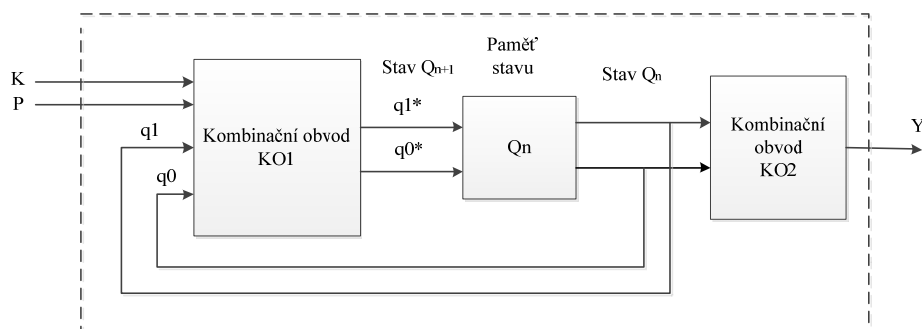 Paměť
stavu
Stav Qn+1
Stav Qn
K
P
q1
q0
Kombinační obvod
KO1
q1*
q0*
Qn
Kombinační
obvod
KO2
Y